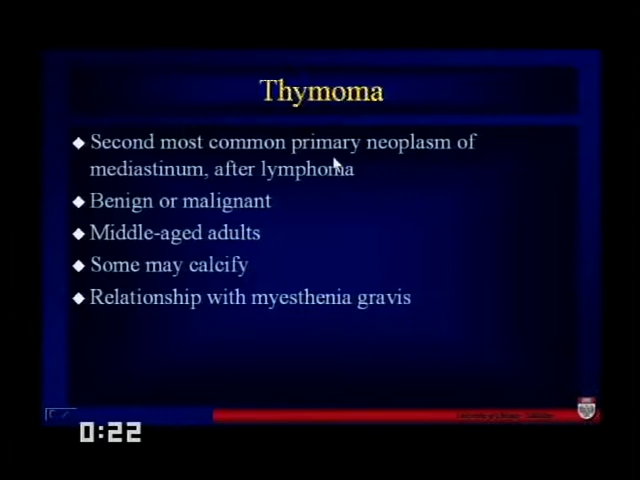 Thymoma
Second most common primary neoplasm of
mediastinum, after lymphoma
Benign or malignant
Middle-aged adults
Some may calcify
Relationship with myesthenia gravis
0:22